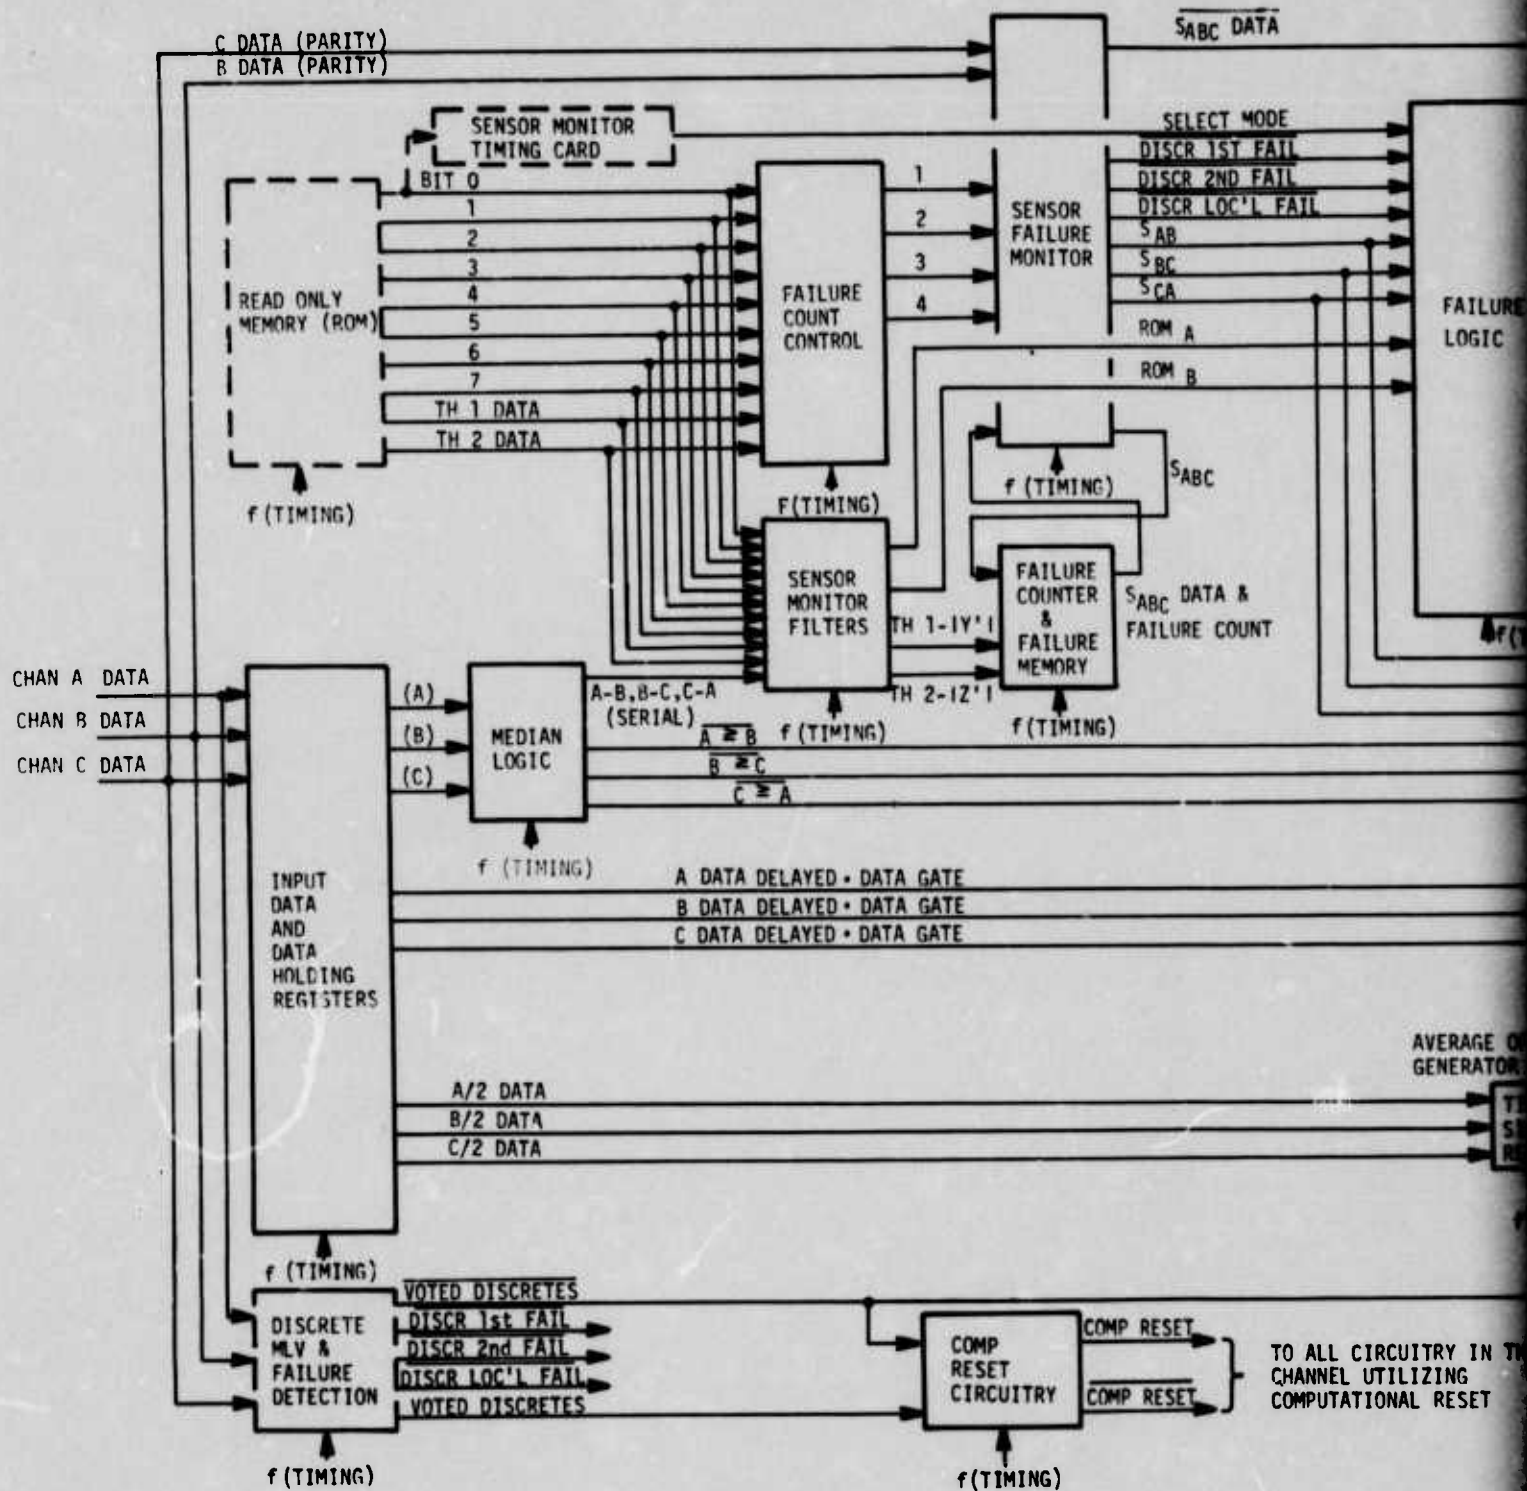 S̅A̅B̅C̅ ̅D̅A̅T̅A̅
C DATA (PARITY)
B DATA (PARITY)
SENSOR MONITOR
TIMING CARD
SELECT MODE
DISCR 1ST FAIL
DISCR 2ND FAIL
DISCR LOC'L FAIL
S AB
S BC
S CA
ROM A
ROM B
BIT 0
1
2
3
4
5
6
7
TH 1 DATA
TH 2 DATA
READ ONLY
MEMORY (ROM)
f (TIMING)
FAILURE
COUNT
CONTROL
F(TIMING)
1
2
3
4
SENSOR
FAILURE
MONITOR
f (TIMING)
SABC
FAILURE
LOGIC
SENSOR
MONITOR
FILTERS
f (TIMING)
TH 1-|Y'|
TH 2-|Z'|
FAILURE
COUNTER
&
FAILURE
MEMORY
f(TIMING)
SABC DATA &
FAILURE COUNT
CHAN A DATA
CHAN B DATA
CHAN C DATA
(A)
(B)
(C)
MEDIAN
LOGIC
f (TIMING)
A-B,B-C,C-A
(SERIAL)
A ≥ B
B ≥ C
C ≥ A
INPUT
DATA
AND
DATA
HOLDING
REGISTERS
f (TIMING)
A DATA DELAYED • DATA GATE
B DATA DELAYED • DATA GATE
C DATA DELAYED • DATA GATE
A/2 DATA
B/2 DATA
C/2 DATA
AVERAGE
GENERATOR
DISCRETE
MLV &
FAILURE
DETECTION
f(TIMING)
VOTED DISCRETES
DISCR 1st FAIL
DISCR 2nd FAIL
DISCR LOC'L FAIL
VOTED DISCRETES
COMP
RESET
CIRCUITRY
f(TIMING)
COMP RESET
COMP RESET
TO ALL CIRCUITRY IN
CHANNEL UTILIZING
COMPUTATIONAL RESET